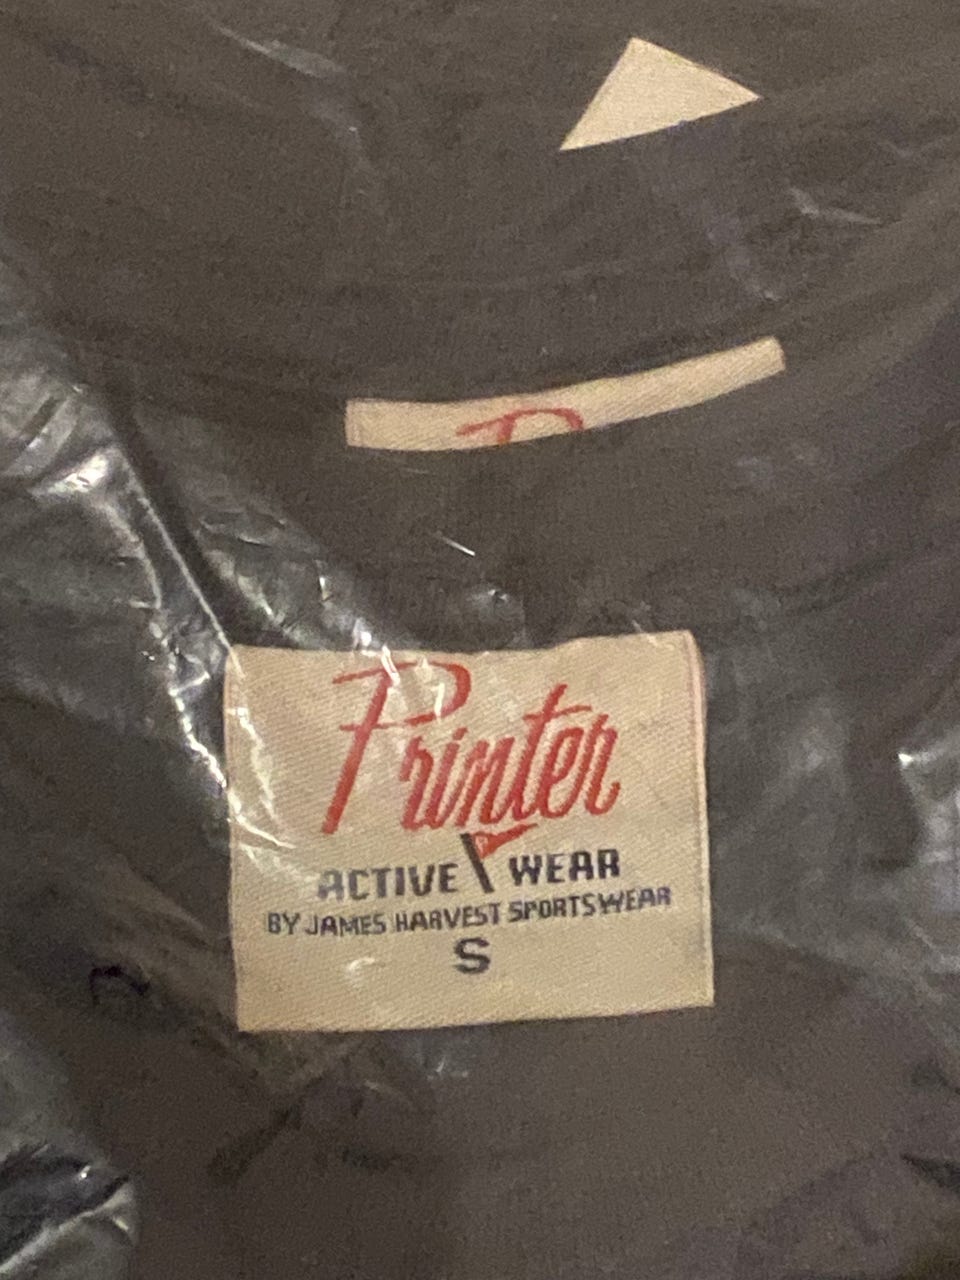 Printer
ACTIVE WEAR
BY JAMES HARVEST SPORTSWEAR
S